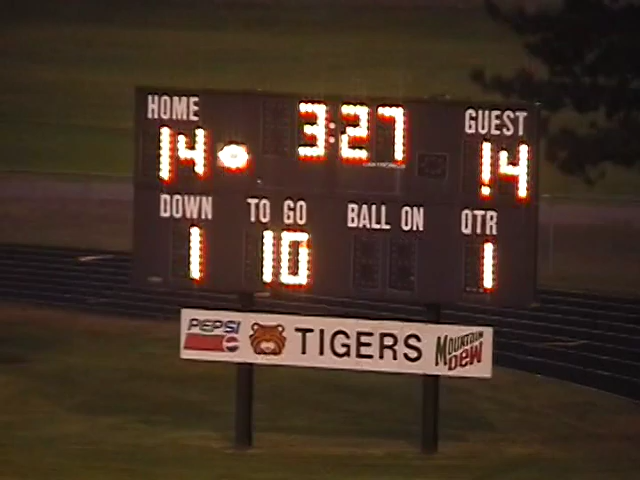 HOME 3:27 GUEST
14 14
DOWN TO GO BALL ON QTR
1 10 1
PEPSI TIGERS MOUNTAIN DEW